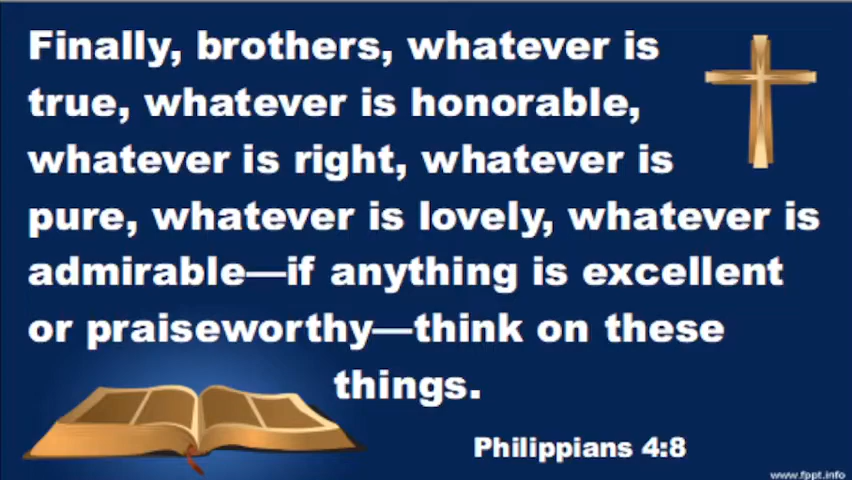 Finally, brothers, whatever is
true, whatever is honorable,
whatever is right, whatever is
pure, whatever is lovely, whatever is
admirable—if anything is excellent
or praiseworthy—think on these
things.
Philippians 4:8
www.fppt.info